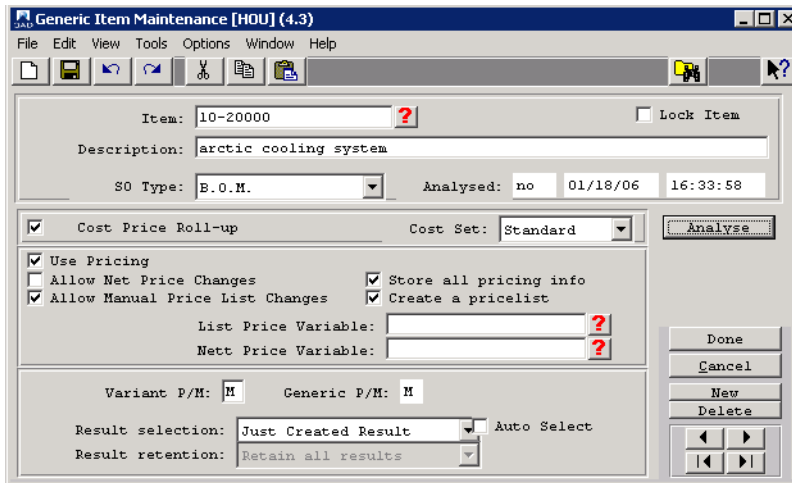 QAD Generic Item Maintenance [HOU] (4.3)
File Edit View Tools Options Window Help
Item: 10-20000 ? Lock Item
Description: arctic cooling system
SO Type: B.O.M. Analysed: no 01/18/06 16:33:58
Cost Price Roll-up Cost Set: Standard Analyse
Use Pricing
Allow Net Price Changes Store all pricing info
Allow Manual Price List Changes Create a pricelist
List Price Variable: ?
Nett Price Variable: ?
Done
Cancel
Variant P/M: M Generic P/M: M New
Delete
Result selection: Just Created Result Auto Select
Result retention: Retain all results